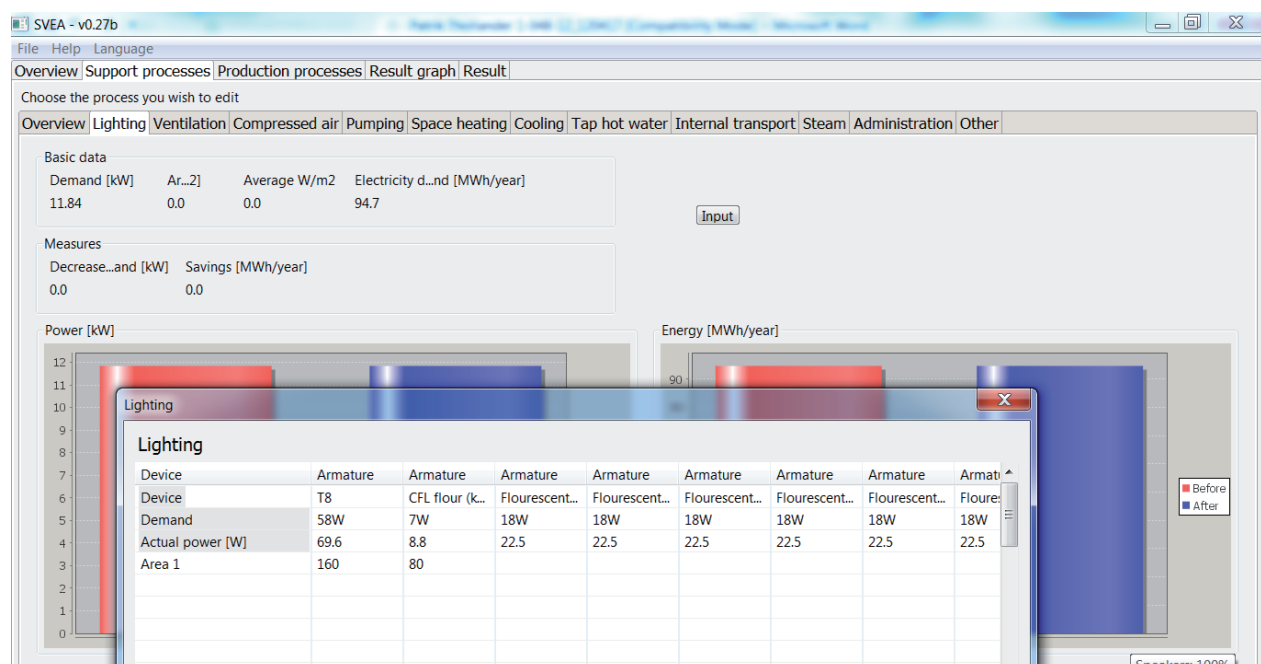 SVEA - v0.27b
File Help Language
Overview Support processes Production processes Result graph Result
Choose the process you wish to edit
Overview Lighting Ventilation Compressed air Pumping Space heating Cooling Tap hot water Internal transport Steam Administration Other
Basic data
Demand [kW] Ar...2] Average W/m2 Electricity d...nd [MWh/year]
11.84 0.0 0.0 94.7
Input
Measures
Decrease...and [kW] Savings [MWh/year]
0.0 0.0
Power [kW] Energy [MWh/year]
12
11
10
9
8
7
6
5
4
3
2
1
0
90
Before
After
Lighting
Lighting
Device Armature Armature Armature Armature Armature Armature Armature Armatu
Device T8 CFL flour (k... Flourescent... Flourescent... Flourescent... Flourescent... Flourescent... Floures
Demand 58W 7W 18W 18W 18W 18W 18W 18W
Actual power [W] 69.6 8.8 22.5 22.5 22.5 22.5 22.5 22.5
Area 1 160 80
Speakers: 100%